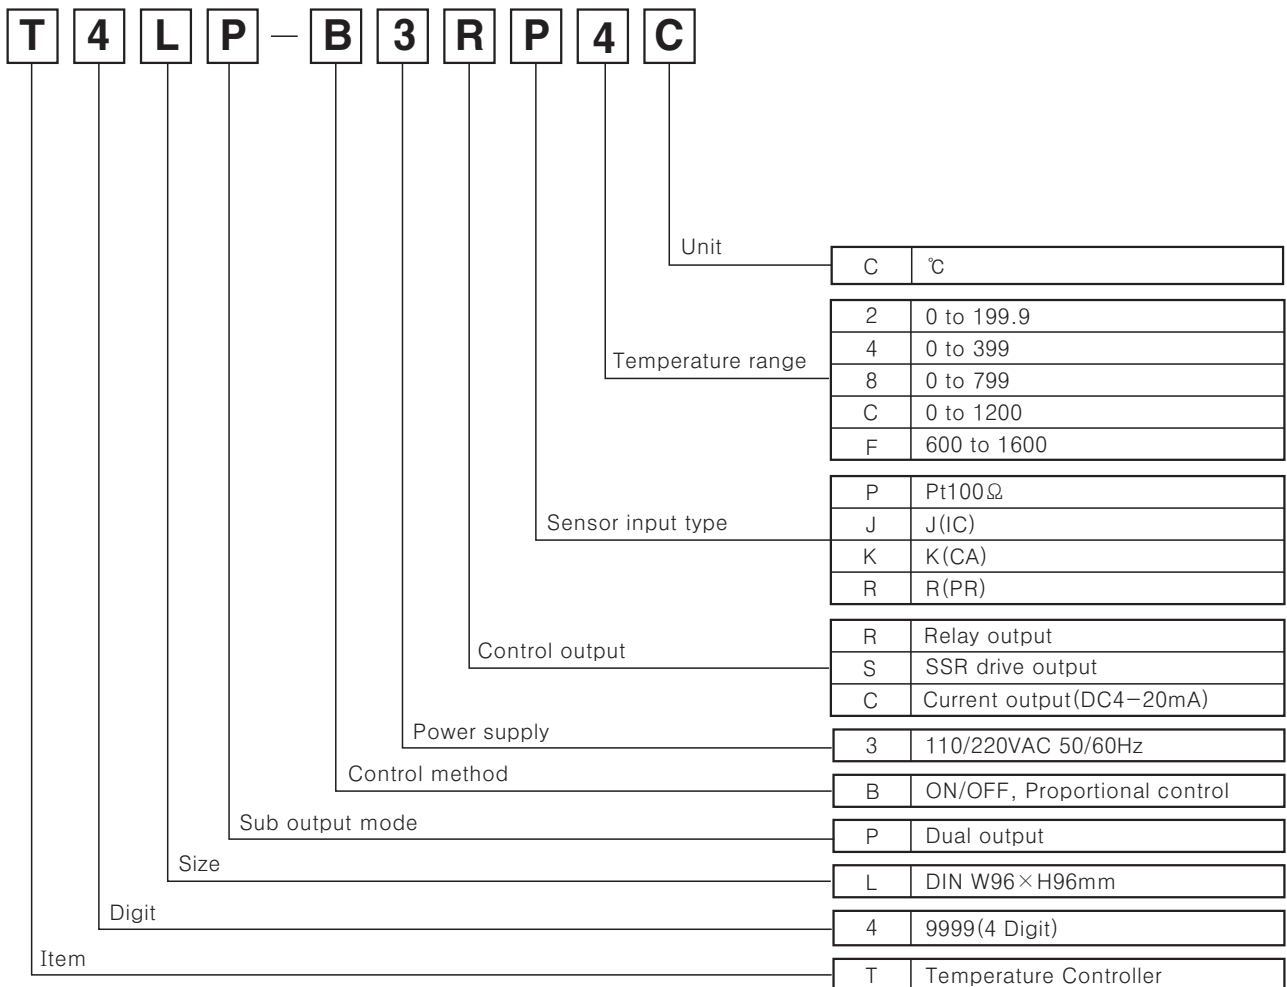 T 4 L P － B 3 R P 4 C
Unit
C ℃
Temperature range
2 0 to 199.9
4 0 to 399
8 0 to 799
C 0 to 1200
F 600 to 1600
Sensor input type
P Pt100Ω
J J(IC)
K K(CA)
R R(PR)
Control output
R Relay output
S SSR drive output
C Current output(DC4－20mA)
Power supply
3 110/220VAC 50/60Hz
Control method
B ON/OFF, Proportional control
Sub output mode
P Dual output
Size
L DIN W96×H96mm
Digit
4 9999(4 Digit)
Item
T Temperature Controller